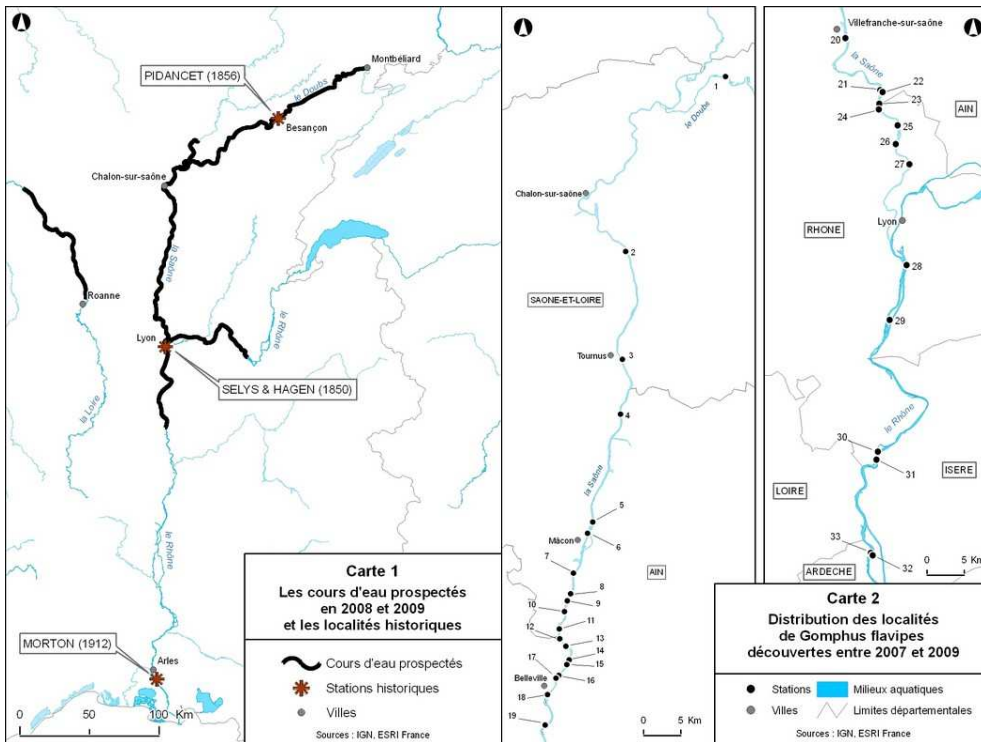 Montbéliard
PIDANCET (1856)
le Doubs
Besançon
Chalon-sur-saône
la Saône
Roanne
Lyon
le Rhône
SELYS & HAGEN (1850)
la Loire
le Rhône
MORTON (1912)
Arles
0 50 100 Km
Carte 1
Les cours d'eau prospectés
en 2008 et 2009
et les localités historiques
Cours d'eau prospectés
Stations historiques
Villes
Sources : IGN, ESRI France
1
le Doubs
Chalon-sur-saône
2
SAONE-ET-LOIRE
Tournus
3
4
la Saône
5
Mâcon
6
7
AIN
8
9
10
11
12
13
14
15
17
16
Belleville
18
19
0 5 Km
Villefranche-sur-saône
20
la Saône
21
22
23
24
AIN
25
26
27
Lyon
RHONE
28
29
le Rhône
30
31
ISERE
LOIRE
33
32
ARDECHE
0 5 Km
Carte 2
Distribution des localités
de Gomphus flavipes
découvertes entre 2007 et 2009
Stations
Milieux aquatiques
Villes
Limites départementales
Sources : IGN, ESRI France